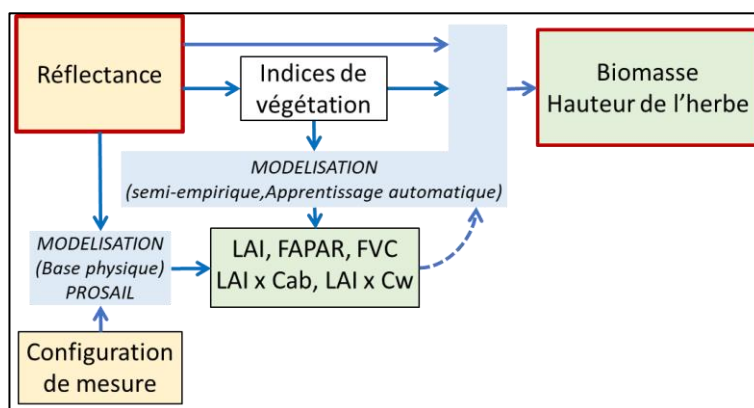 Réflectance
Indices de
végétation
Biomasse
Hauteur de l'herbe
MODELISATION
(semi-empirique,Apprentissage automatique)
MODELISATION
(Base physique)
PROSAIL
LAI, FAPAR, FVC
LAI x Cab, LAI x Cw
Configuration
de mesure